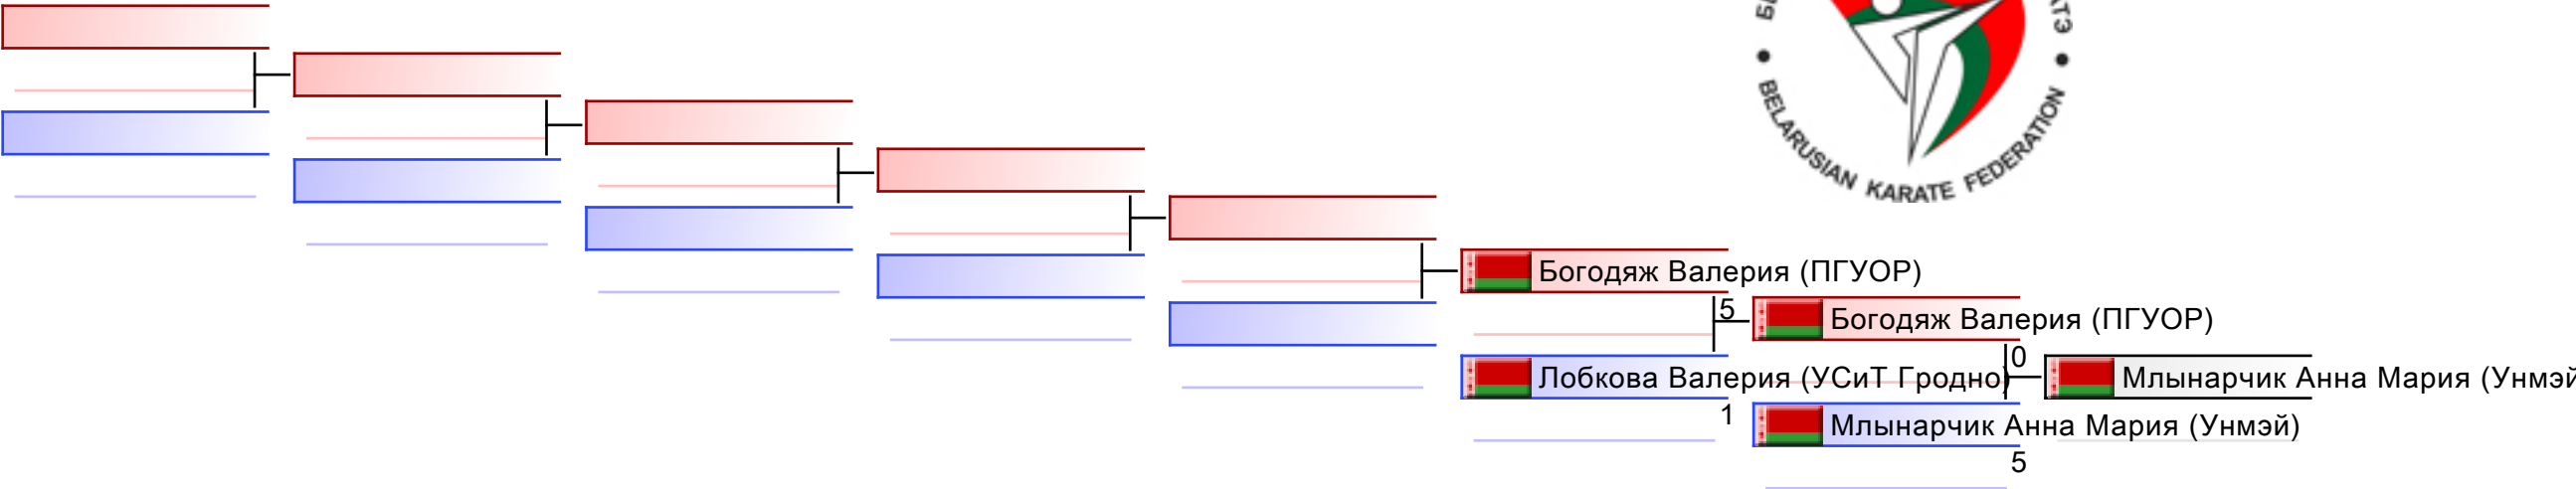 BELARUSIAN KARATE FEDERATION
Богодяж Валерия (ПГУОР)
5
Богодяж Валерия (ПГУОР)
0
Лобкова Валерия (УСиТ Гродно)
Млынарчик Анна Мария (Унмэй
1
Млынарчик Анна Мария (Унмэй)
5